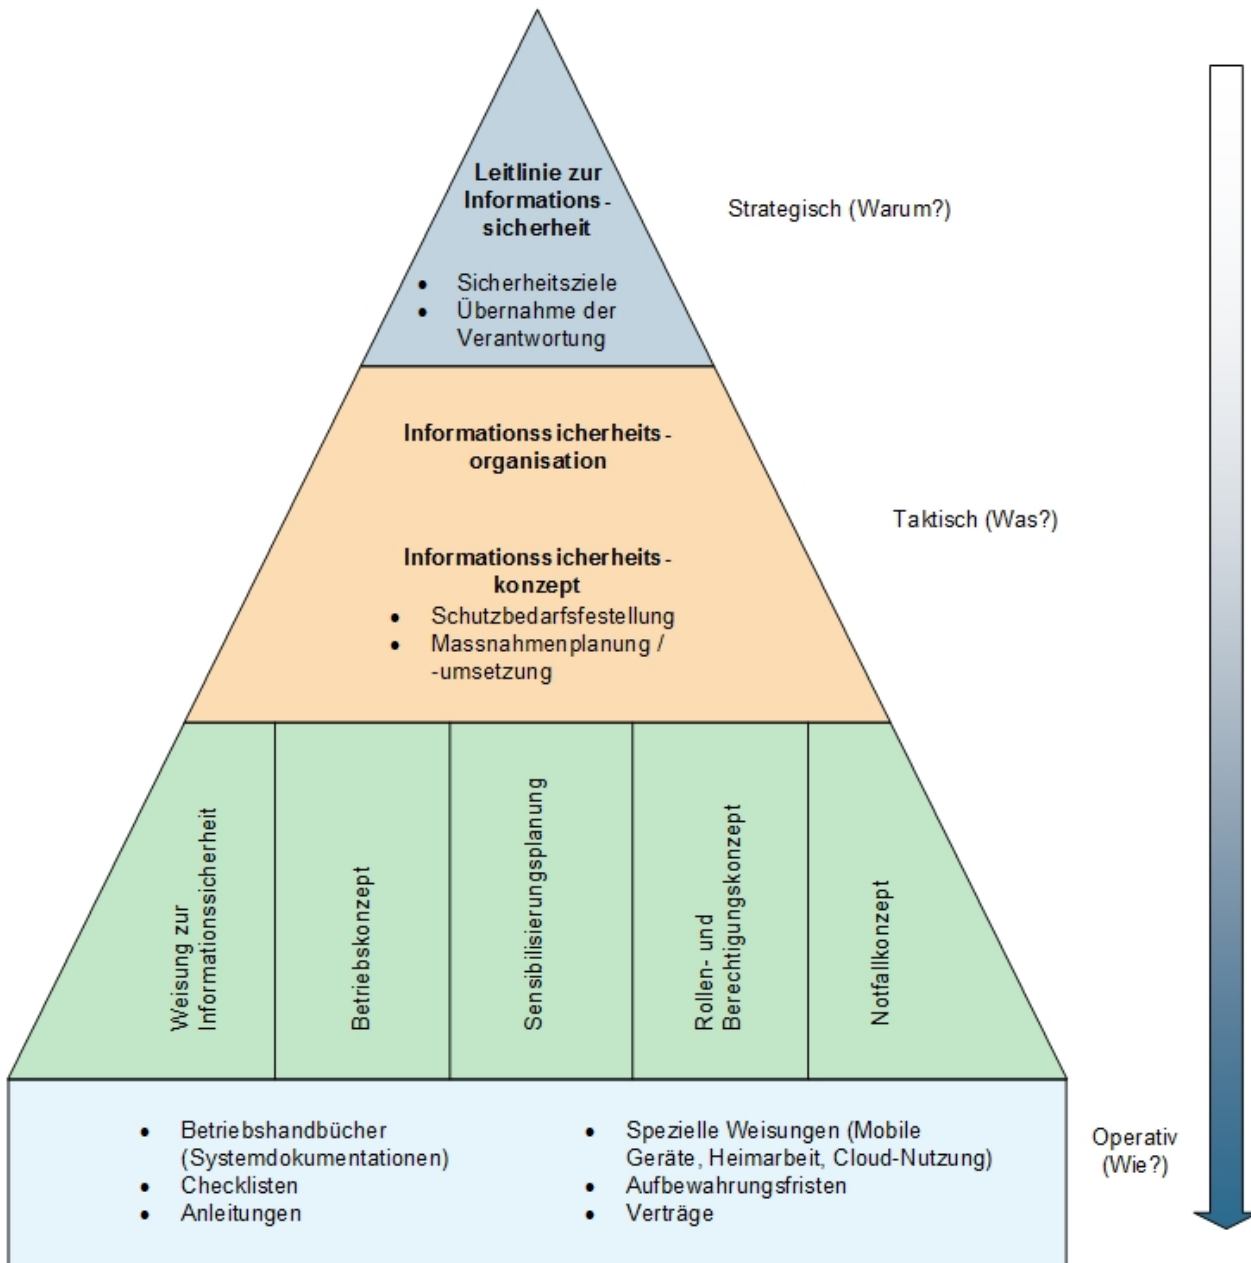 Leitlinie zur
Informations-
sicherheit
• Sicherheitsziele
• Übernahme der
Verantwortung
Strategisch (Warum?)
Informationssicherheits-
organisation
Informationssicherheits-
konzept
• Schutzbedarfsfestellung
• Massnahmenplanung /
-umsetzung
Taktisch (Was?)
Weisung zur
Informationssicherheit
Betriebskonzept
Sensibilisierungsplanung
Rollen- und
Berechtigungskonzept
Notfallkonzept
• Betriebshandbücher
(Systemdokumentationen)
• Checklisten
• Anleitungen
• Spezielle Weisungen (Mobile
Geräte, Heimarbeit, Cloud-Nutzung)
• Aufbewahrungsfristen
• Verträge
Operativ
(Wie?)